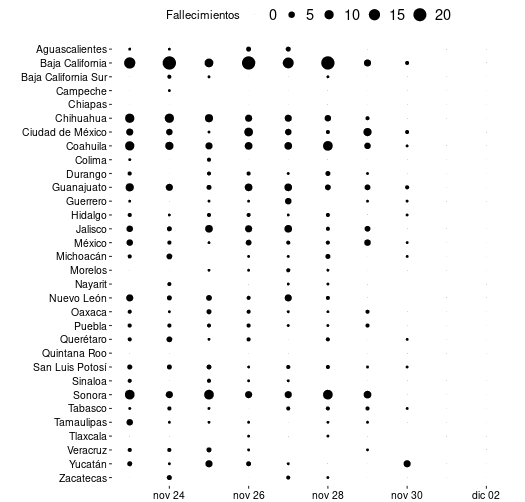 Fallecimientos 0 5 10 15 20
Aguascalientes
Baja California
Baja California Sur
Campeche
Chiapas
Chihuahua
Ciudad de México
Coahuila
Colima
Durango
Guanajuato
Guerrero
Hidalgo
Jalisco
México
Michoacán
Morelos
Nayarit
Nuevo León
Oaxaca
Puebla
Querétaro
Quintana Roo
San Luis Potosí
Sinaloa
Sonora
Tabasco
Tamaulipas
Tlaxcala
Veracruz
Yucatán
Zacatecas
nov 24 nov 26 nov 28 nov 30 dic 02